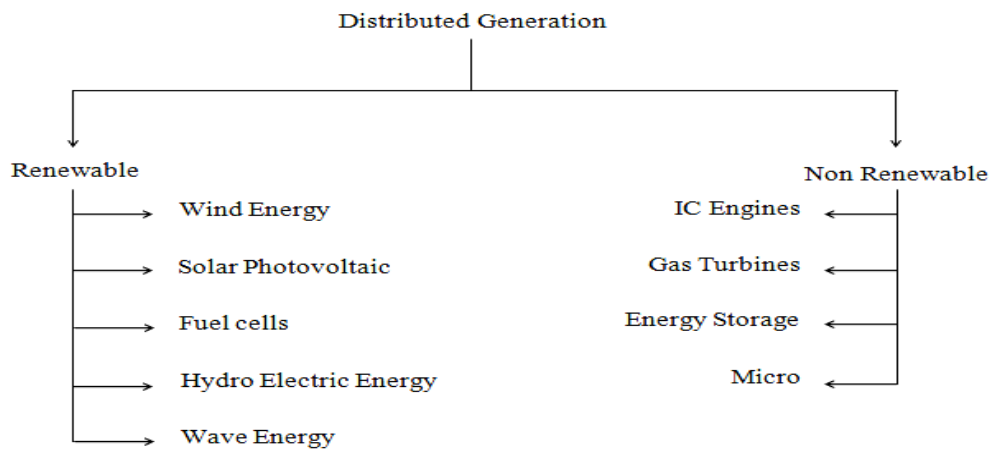 Distributed Generation
Renewable
Non Renewable
Wind Energy
IC Engines
Solar Photovoltaic
Gas Turbines
Fuel cells
Energy Storage
Hydro Electric Energy
Micro
Wave Energy